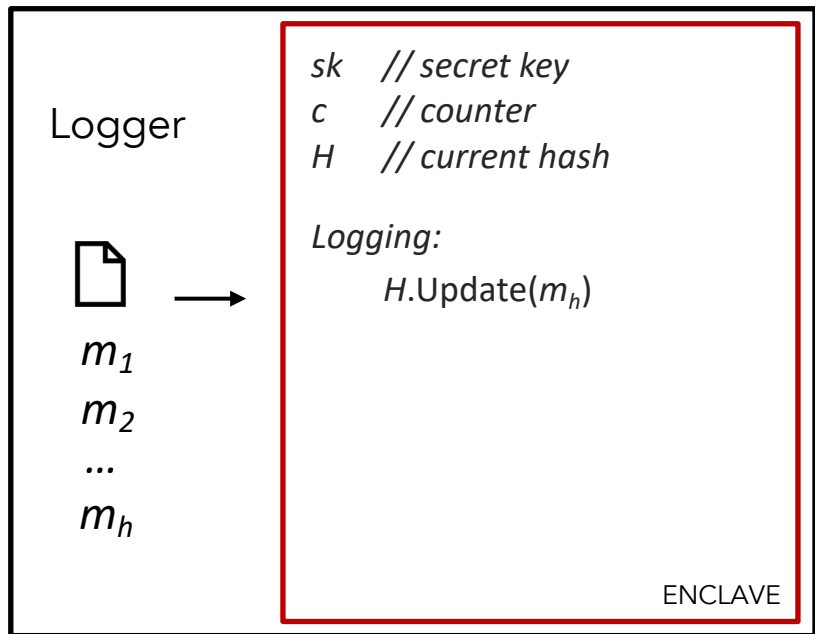 Logger
m1
m2
...
mh
sk // secret key
c // counter
H // current hash
Logging:
H.Update(mh)
ENCLAVE